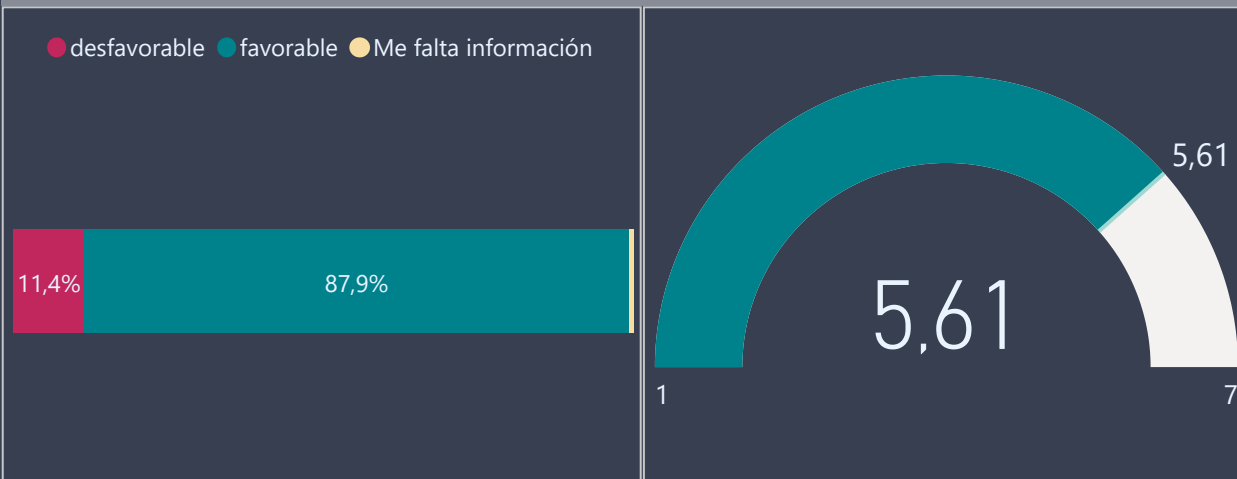 desfavorable favorable Me falta información
11,4% 87,9%
5,61
5,61
1 7